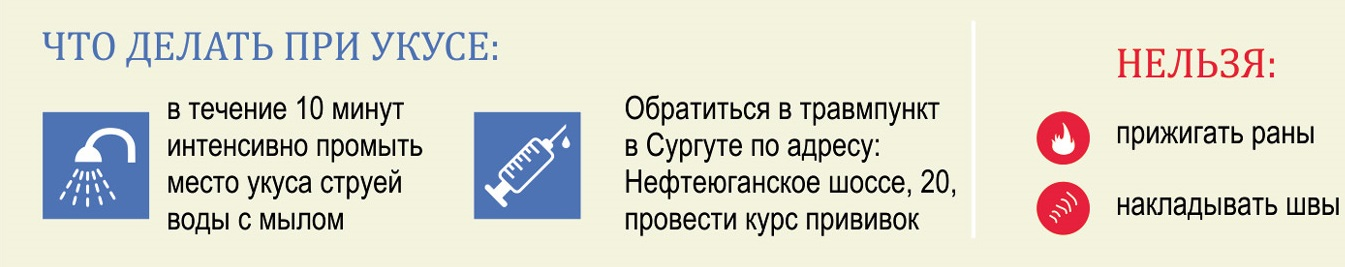 ЧТО ДЕЛАТЬ ПРИ УКУСЕ:
в течение 10 минут
интенсивно промыть
место укуса струей
воды с мылом
Обратиться в травмпункт
в Сургуте по адресу:
Нефтеюганское шоссе, 20,
провести курс прививок
НЕЛЬЗЯ:
прижигать раны
накладывать швы